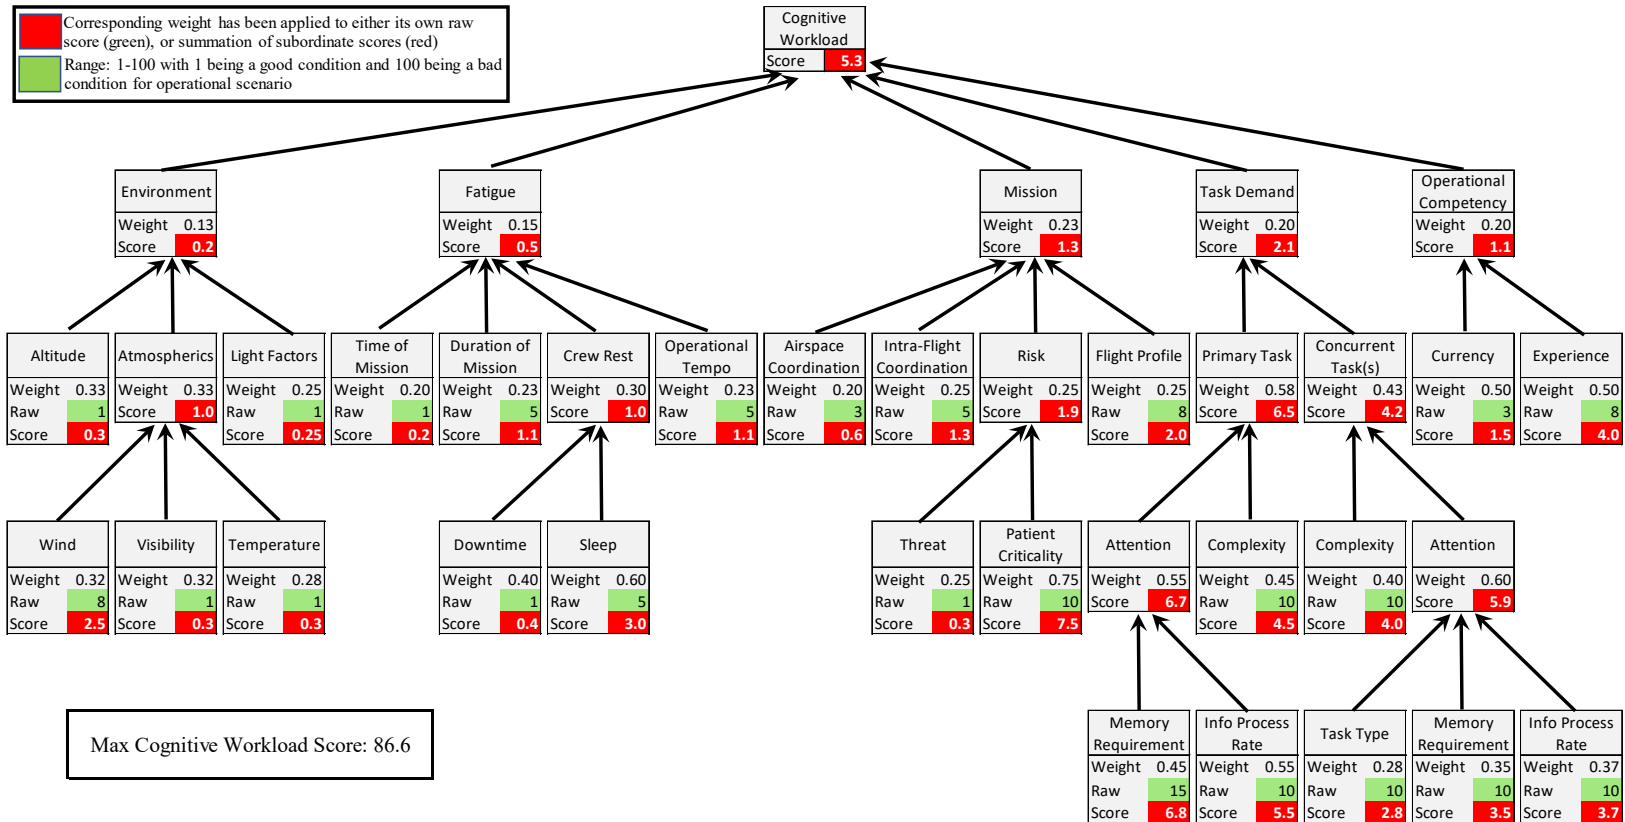 Corresponding weight has been applied to either its own raw
score (green), or summation of subordinate scores (red)
Range: 1-100 with 1 being a good condition and 100 being a bad
condition for operational scenario
Cognitive
Workload
Score 5.3
Environment
Weight 0.13
Score 0.2
Fatigue
Weight 0.15
Score 0.5
Mission
Weight 0.23
Score 1.3
Task Demand
Weight 0.20
Score 2.1
Operational
Competency
Weight 0.20
Score 1.1
Altitude
Weight 0.33
Raw 1
Score 0.3
Atmospherics
Weight 0.33
Score 1.0
Light Factors
Weight 0.25
Raw 1
Score 0.25
Time of
Mission
Weight 0.20
Raw 1
Score 0.2
Duration of
Mission
Weight 0.23
Raw 5
Score 1.1
Crew Rest
Weight 0.30
Score 1.0
Operational
Tempo
Weight 0.23
Raw 5
Score 1.1
Airspace
Coordination
Weight 0.20
Raw 3
Score 0.6
Intra-Flight
Coordination
Weight 0.25
Raw 5
Score 1.3
Risk
Weight 0.25
Score 1.9
Flight Profile
Weight 0.25
Raw 8
Score 2.0
Primary Task
Weight 0.58
Score 6.5
Concurrent
Task(s)
Weight 0.43
Score 4.2
Currency
Weight 0.50
Raw 3
Score 1.5
Experience
Weight 0.50
Raw 8
Score 4.0
Wind
Weight 0.32
Raw 8
Score 2.5
Visibility
Weight 0.32
Raw 1
Score 0.3
Temperature
Weight 0.28
Raw 1
Score 0.3
Downtime
Weight 0.40
Raw 1
Score 0.4
Sleep
Weight 0.60
Raw 5
Score 3.0
Threat
Weight 0.25
Raw 1
Score 0.3
Patient
Criticality
Weight 0.75
Raw 10
Score 7.5
Attention
Weight 0.55
Score 6.7
Complexity
Weight 0.45
Raw 10
Score 4.5
Complexity
Weight 0.40
Raw 10
Score 4.0
Attention
Weight 0.60
Score 5.9
Memory
Requirement
Weight 0.45
Raw 15
Score 6.8
Info Process
Rate
Weight 0.55
Raw 10
Score 5.5
Task Type
Weight 0.28
Raw 10
Score 2.8
Memory
Requirement
Weight 0.35
Raw 10
Score 3.5
Info Process
Rate
Weight 0.37
Raw 10
Score 3.7
Max Cognitive Workload Score: 86.6